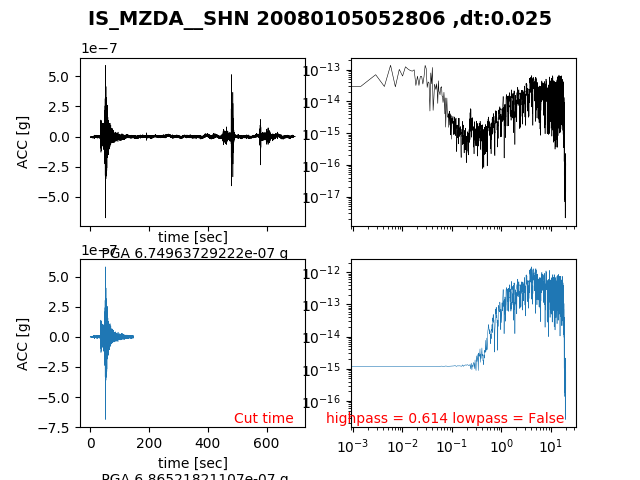 IS_MZDA__SHN 20080105052806 ,dt:0.025
1e−7
5.0
2.5
0.0
−2.5
−5.0
ACC [g]
time [sec]
PGA 6.74963729222e-07 g
10−13
10−14
10−15
10−16
10−17
1e−7
5.0
2.5
0.0
−2.5
−5.0
−7.5
ACC [g]
Cut time
0 200 400 600
time [sec]
PGA 6.86521821107e-07 g
10−12
10−13
10−14
10−15
10−16
highpass = 0.614 lowpass = False
10−3 10−2 10−1 100 101